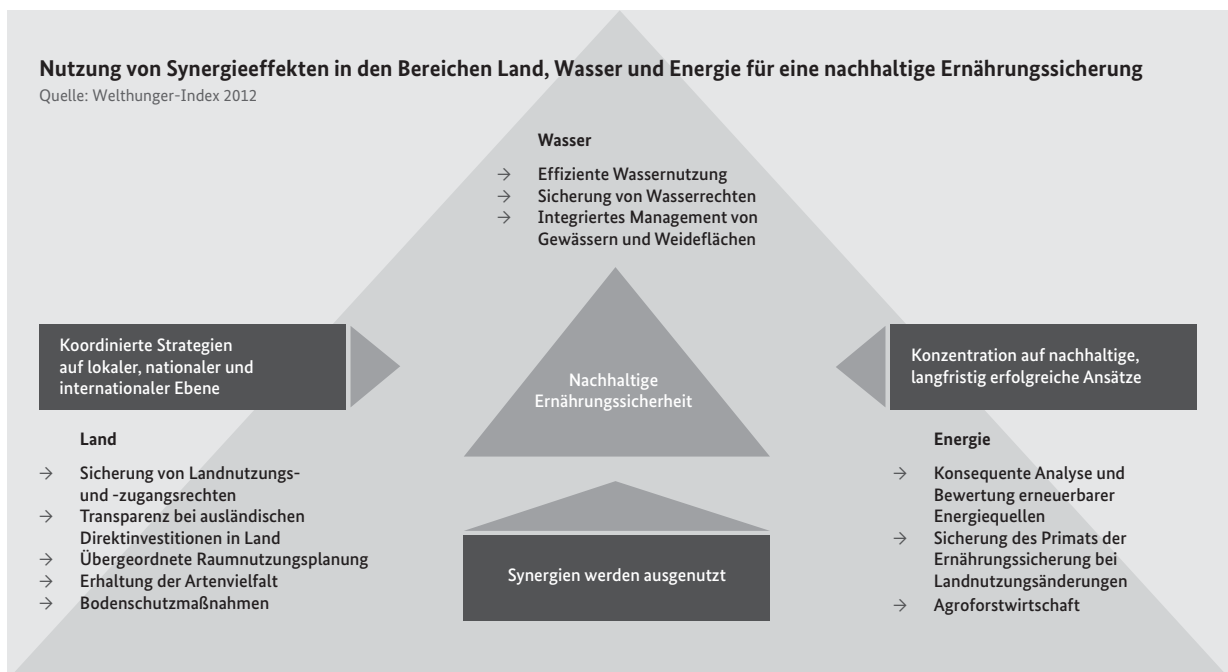 Nutzung von Synergieeffekten in den Bereichen Land, Wasser und Energie für eine nachhaltige Ernährungssicherung
Quelle: Welthunger-Index 2012
Wasser
→ Effiziente Wassernutzung
→ Sicherung von Wasserrechten
→ Integriertes Management von
Gewässern und Weideflächen
Koordinierte Strategien
auf lokaler, nationaler und
internationaler Ebene
Nachhaltige
Ernährungssicherheit
Konzentration auf nachhaltige,
langfristig erfolgreiche Ansätze
Land
→ Sicherung von Landnutzungs-
und -zugangsrechten
→ Transparenz bei ausländischen
Direktinvestitionen in Land
→ Übergeordnete Raumnutzungsplanung
→ Erhaltung der Artenvielfalt
→ Bodenschutzmaßnahmen
Synergien werden ausgenutzt
Energie
→ Konsequente Analyse und
Bewertung erneuerbarer
Energiequellen
→ Sicherung des Primats der
Ernährungssicherung bei
Landnutzungsänderungen
→ Agroforstwirtschaft